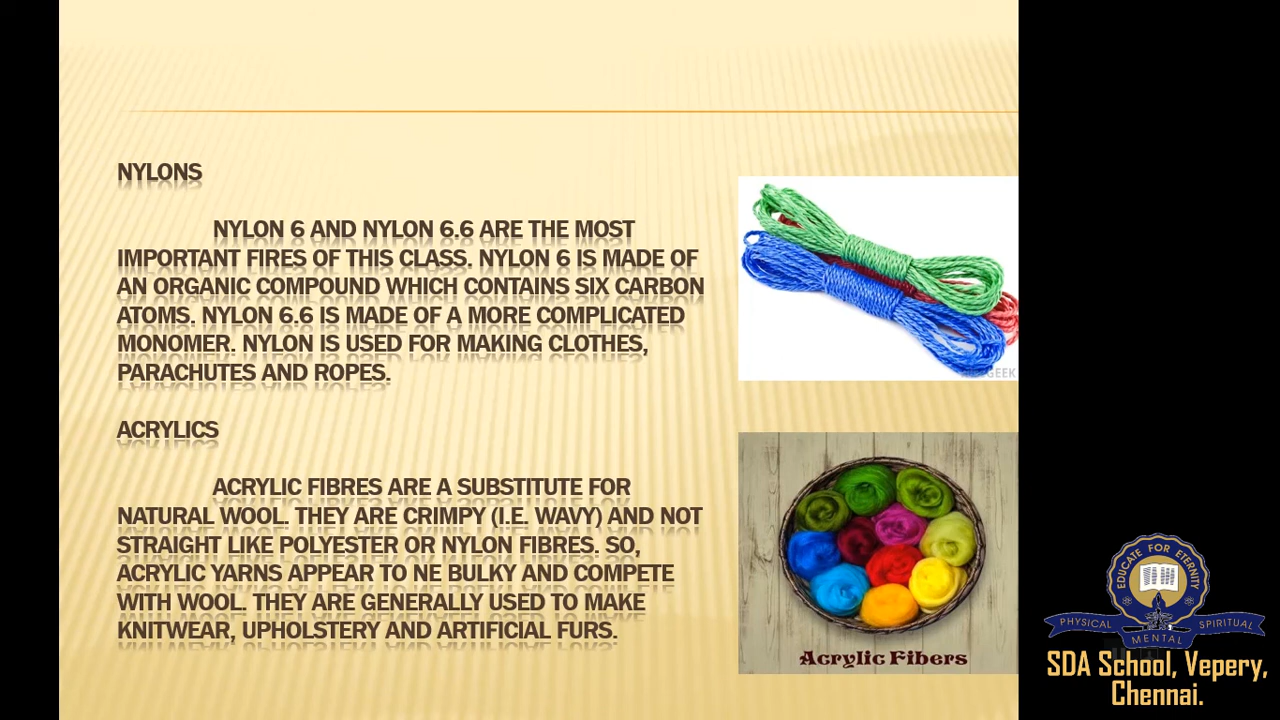 NYLONS
NYLON 6 AND NYLON 6.6 ARE THE MOST
IMPORTANT FIRES OF THIS CLASS. NYLON 6 IS MADE OF
AN ORGANIC COMPOUND WHICH CONTAINS SIX CARBON
ATOMS. NYLON 6.6 IS MADE OF A MORE COMPLICATED
MONOMER. NYLON IS USED FOR MAKING CLOTHES,
PARACHUTES AND ROPES.
ACRYLICS
ACRYLIC FIBRES ARE A SUBSTITUTE FOR
NATURAL WOOL. THEY ARE CRIMPY (I.E. WAVY) AND NOT
STRAIGHT LIKE POLYESTER OR NYLON FIBRES. SO,
ACRYLIC YARNS APPEAR TO NE BULKY AND COMPETE
WITH WOOL. THEY ARE GENERALLY USED TO MAKE
KNITWEAR, UPHOLSTERY AND ARTIFICIAL FURS.
Acrylic Fibers
EDUCATE FOR ETERNITY
PHYSICAL MENTAL SPIRITUAL
SDA School, Vepery,
Chennai.